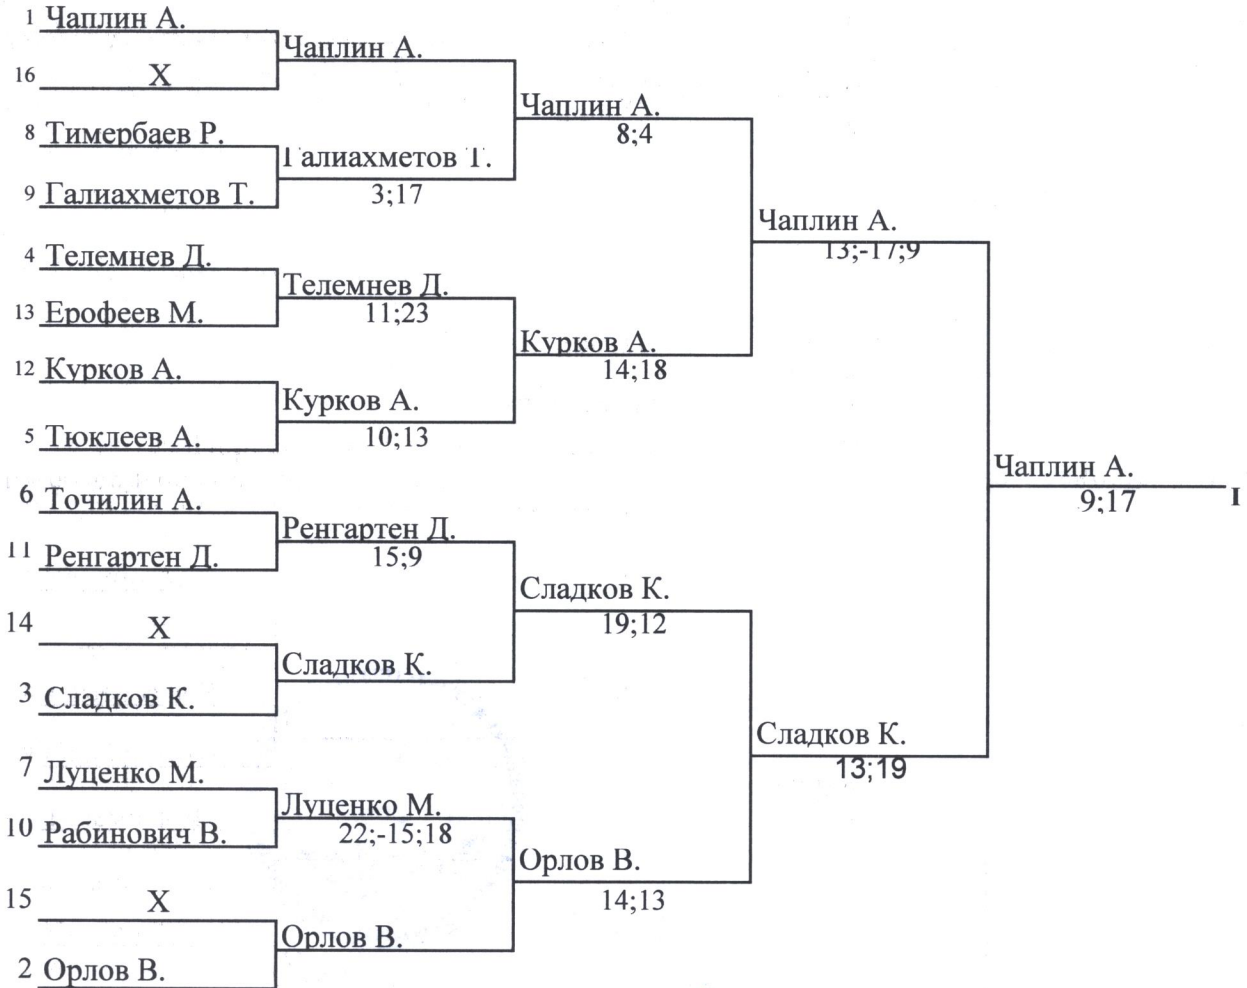 1 Чаплин А.
Чаплин А.
16 X
Чаплин А.
8;4
8 Тимербаев Р.
Галиахметов Т.
3;17
9 Галиахметов Т.
Чаплин А.
13;-17;9
4 Телемнев Д.
Телемнев Д.
11;23
13 Ерофеев М.
Курков А.
14;18
12 Курков А.
Курков А.
10;13
5 Тюклеев А.
Чаплин А.
9;17
I
6 Точилин А.
Ренгартен Д.
15;9
11 Ренгартен Д.
Сладков К.
19;12
14 X
Сладков К.
3 Сладков К.
Сладков К.
13;19
7 Луценко М.
Луценко М.
22;-15;18
10 Рабинович В.
Орлов В.
14;13
15 X
Орлов В.
2 Орлов В.